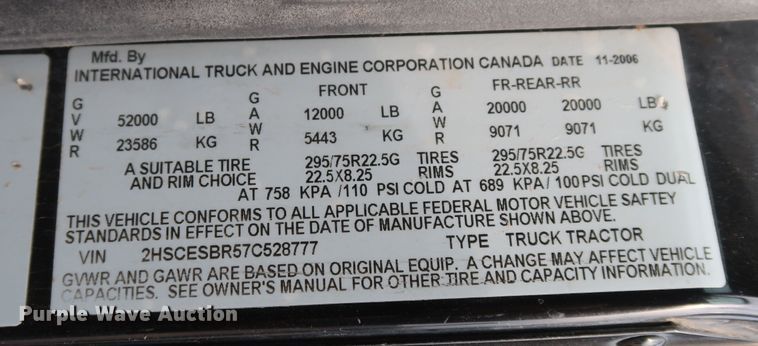 Mfd. By
INTERNATIONAL TRUCK AND ENGINE CORPORATION CANADA DATE 11-2006
FRONT FR-REAR-RR
GVWR 52000 LB GAWR 12000 LB GAWR 20000 20000 LB
23586 KG 5443 KG 9071 9071 KG
A SUITABLE TIRE 295/75R22.5G TIRES 295/75R22.5G TIRES
AND RIM CHOICE 22.5X8.25 RIMS 22.5X8.25 RIMS
AT 758 KPA /110 PSI COLD AT 689 KPA/ 100 PSI COLD DUAL
THIS VEHICLE CONFORMS TO ALL APPLICABLE FEDERAL MOTOR VEHICLE SAFTEY
STANDARDS IN EFFECT ON THE DATE OF MANUFACTURE SHOWN ABOVE.
VIN 2HSCESBR57C528777 TYPE TRUCK TRACTOR
GVWR AND GAWR ARE BASED ON ORIGINAL EQUIP. A CHANGE MAY AFFECT VEHICLE
CAPACITIES. SEE OWNER'S MANUAL FOR OTHER TIRE AND CAPACITY INFORMATION.
Purple Wave Auction